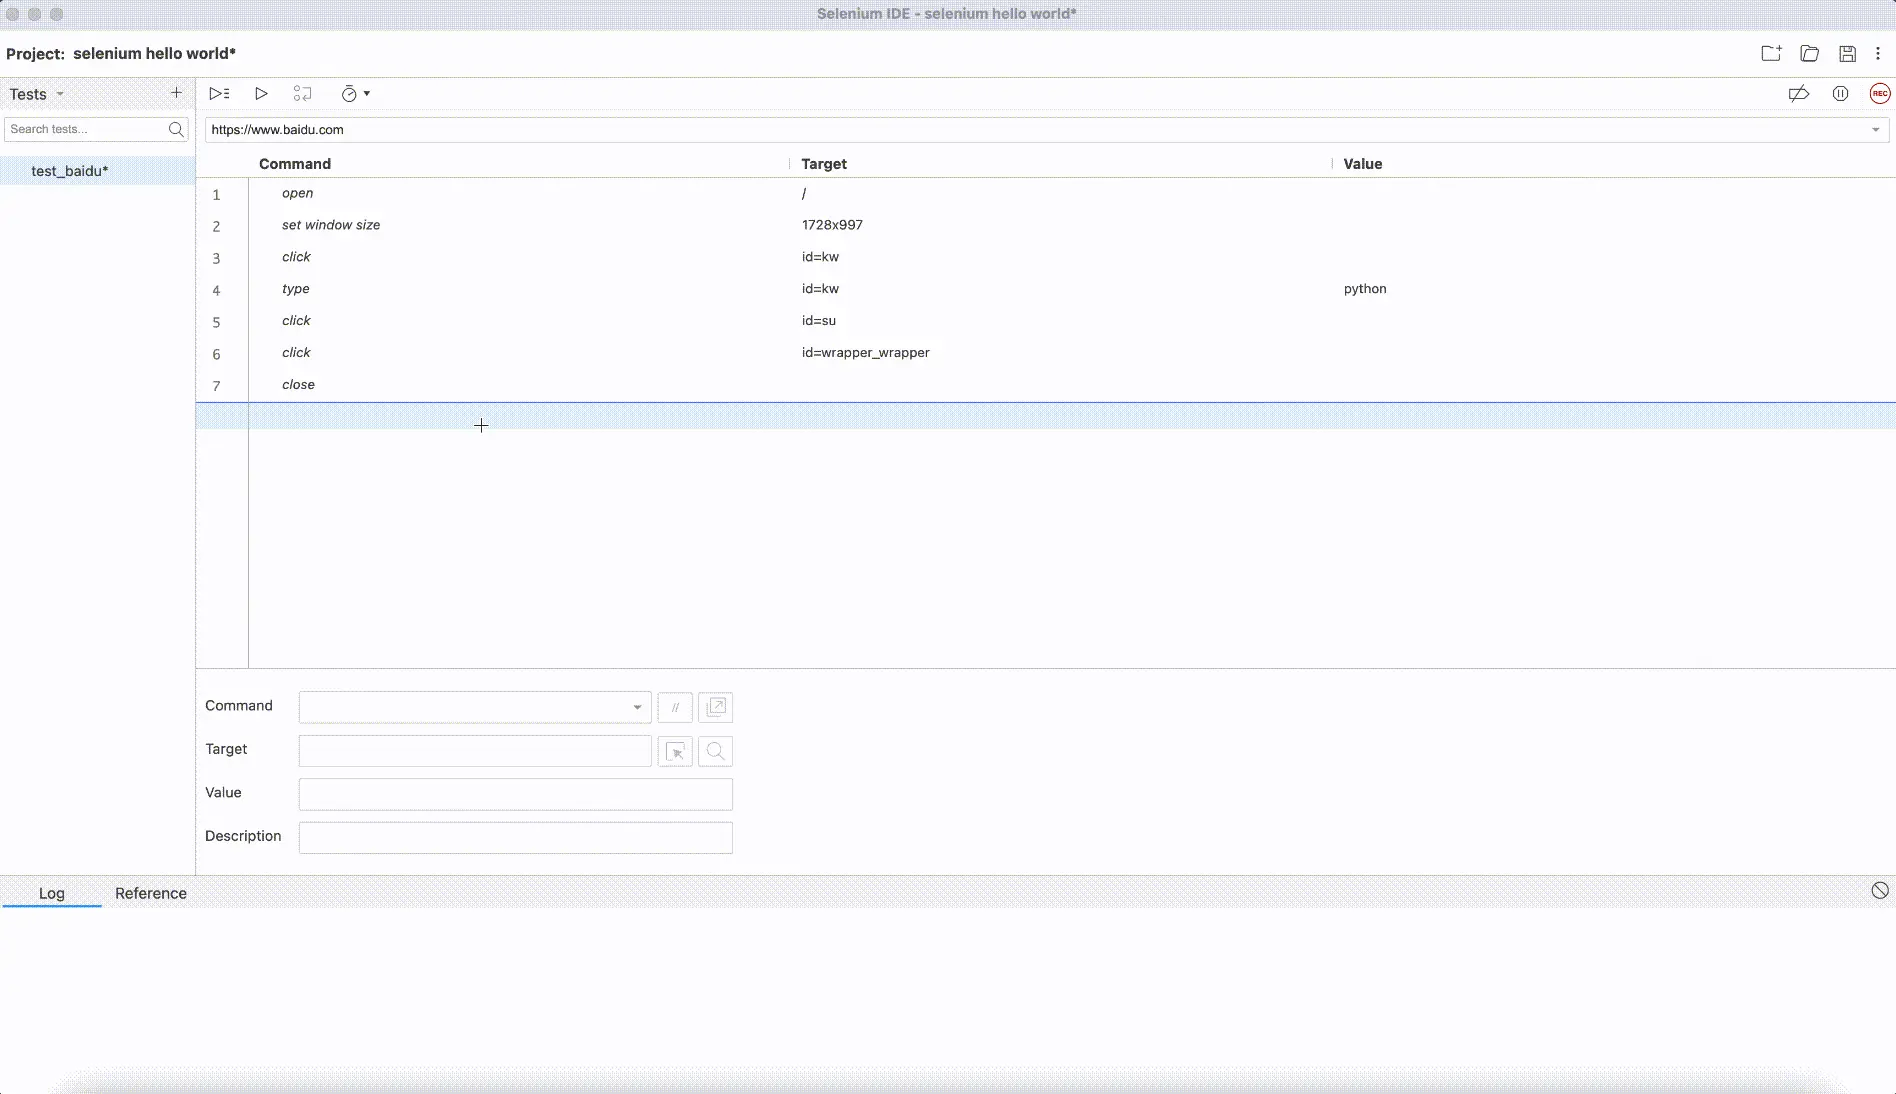 Selenium IDE - selenium hello world*
Project: selenium hello world*
Tests
REC
Search tests...
https://www.baidu.com
test_baidu*
Command Target Value
1 open /
2 set window size 1728x997
3 click id=kw
4 type id=kw python
5 click id=su
6 click id=wrapper_wrapper
7 close
Command //
Target
Value
Description
Log Reference